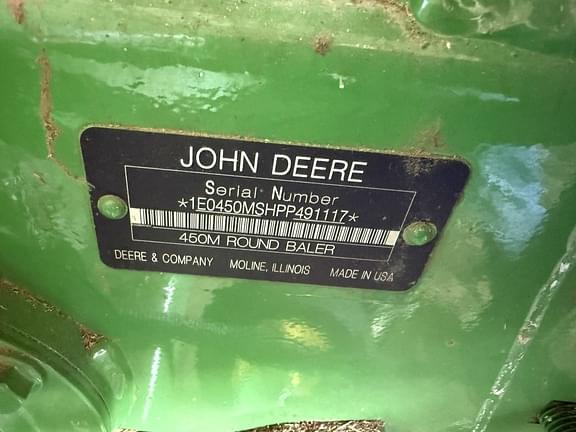 JOHN DEERE
Serial Number
*1E0450MSHPP491117*
450M ROUND BALER
DEERE & COMPANY MOLINE, ILLINOIS MADE IN USA